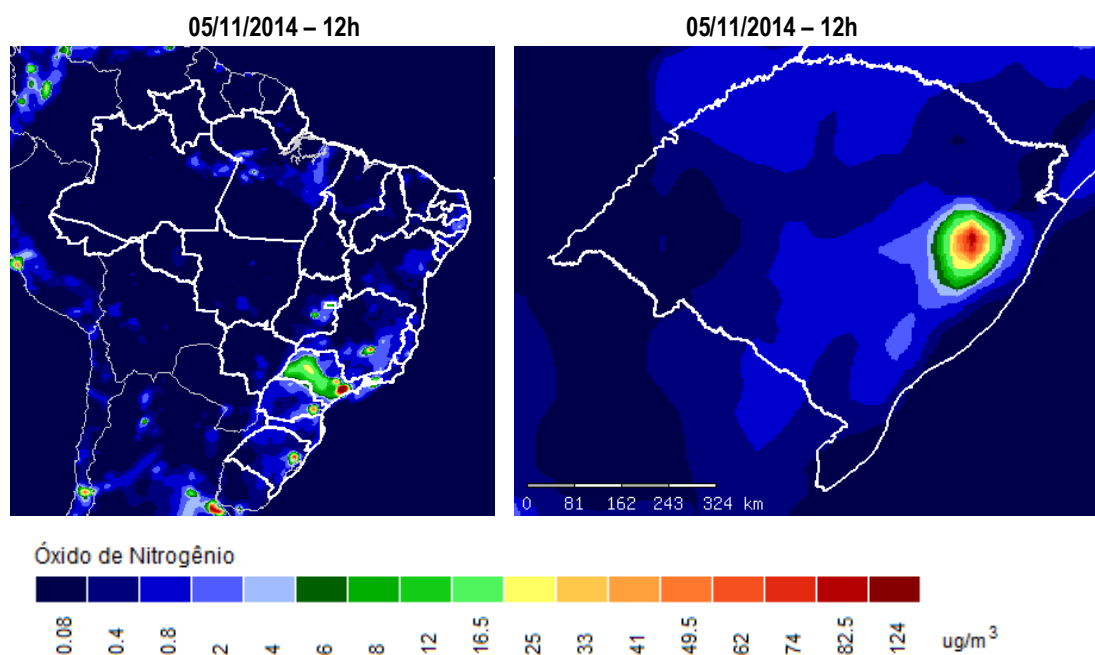 05/11/2014 – 12h
05/11/2014 – 12h
0 81 162 243 324 km
Óxido de Nitrogênio
0.08 0.4 0.8 2 4 6 8 12 16.5 25 33 41 49.5 62 74 82.5 124 ug/m³